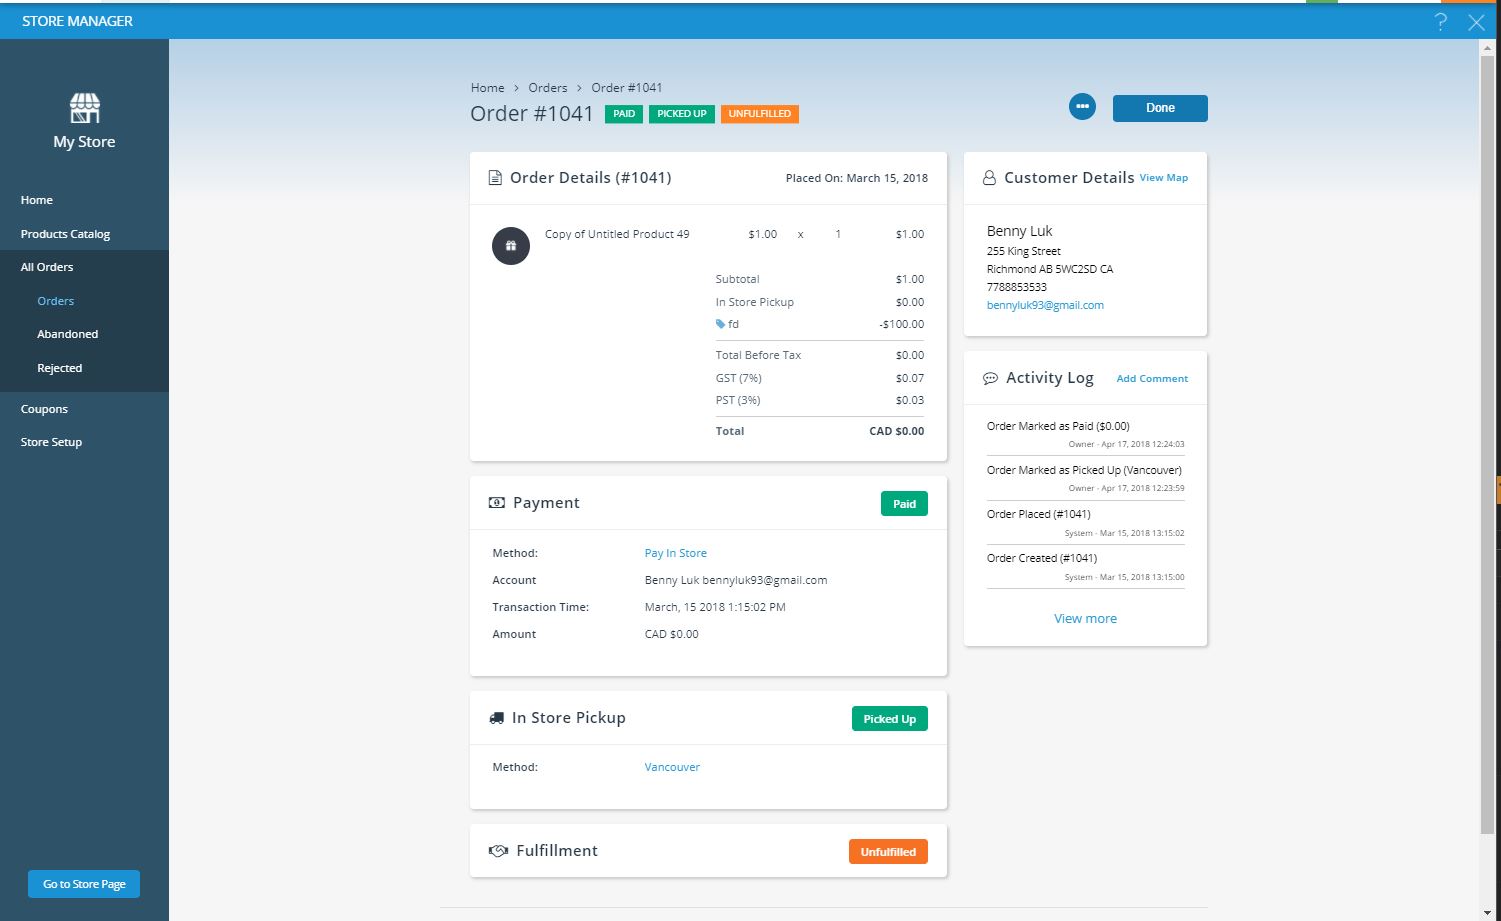 STORE MANAGER
?
My Store
Home
Products Catalog
All Orders
Orders
Abandoned
Rejected
Coupons
Store Setup
Go to Store Page
Home > Orders > Order #1041
Order #1041 PAID PICKED UP UNFULFILLED
Done
Order Details (#1041) Placed On: March 15, 2018
Copy of Untitled Product 49 $1.00 x 1 $1.00
Subtotal $1.00
In Store Pickup $0.00
fd -$100.00
Total Before Tax $0.00
GST (7%) $0.07
PST (3%) $0.03
Total CAD $0.00
Payment Paid
Method: Pay In Store
Account Benny Luk bennyluk93@gmail.com
Transaction Time: March, 15 2018 1:15:02 PM
Amount CAD $0.00
In Store Pickup Picked Up
Method: Vancouver
Fulfillment Unfulfilled
Customer Details View Map
Benny Luk
255 King Street
Richmond AB 5WC2SD CA
7788853533
bennyluk93@gmail.com
Activity Log Add Comment
Order Marked as Paid ($0.00)
Owner - Apr 17, 2018 12:24:03
Order Marked as Picked Up (Vancouver)
Owner - Apr 17, 2018 12:23:59
Order Placed (#1041)
System - Mar 15, 2018 13:15:02
Order Created (#1041)
System - Mar 15, 2018 13:15:00
View more